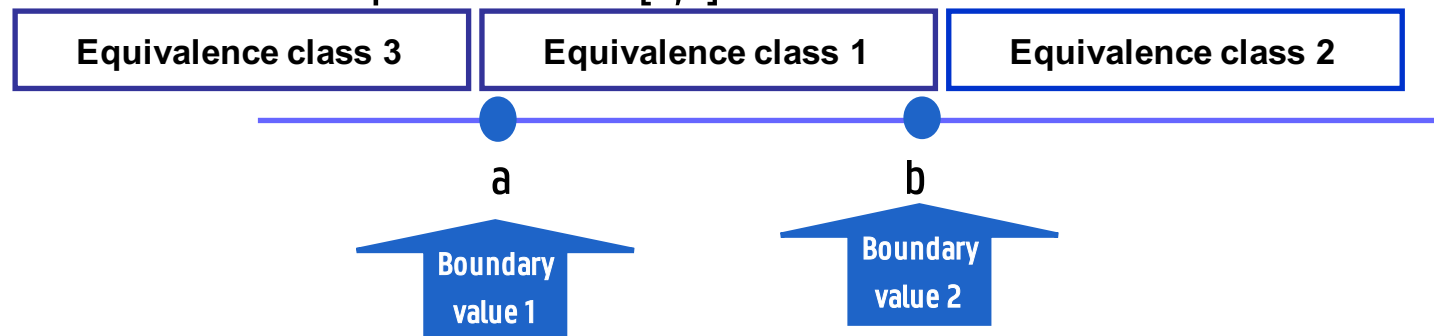 Equivalence class 3
Equivalence class 1
Equivalence class 2
a
b
Boundary
value 1
Boundary
value 2